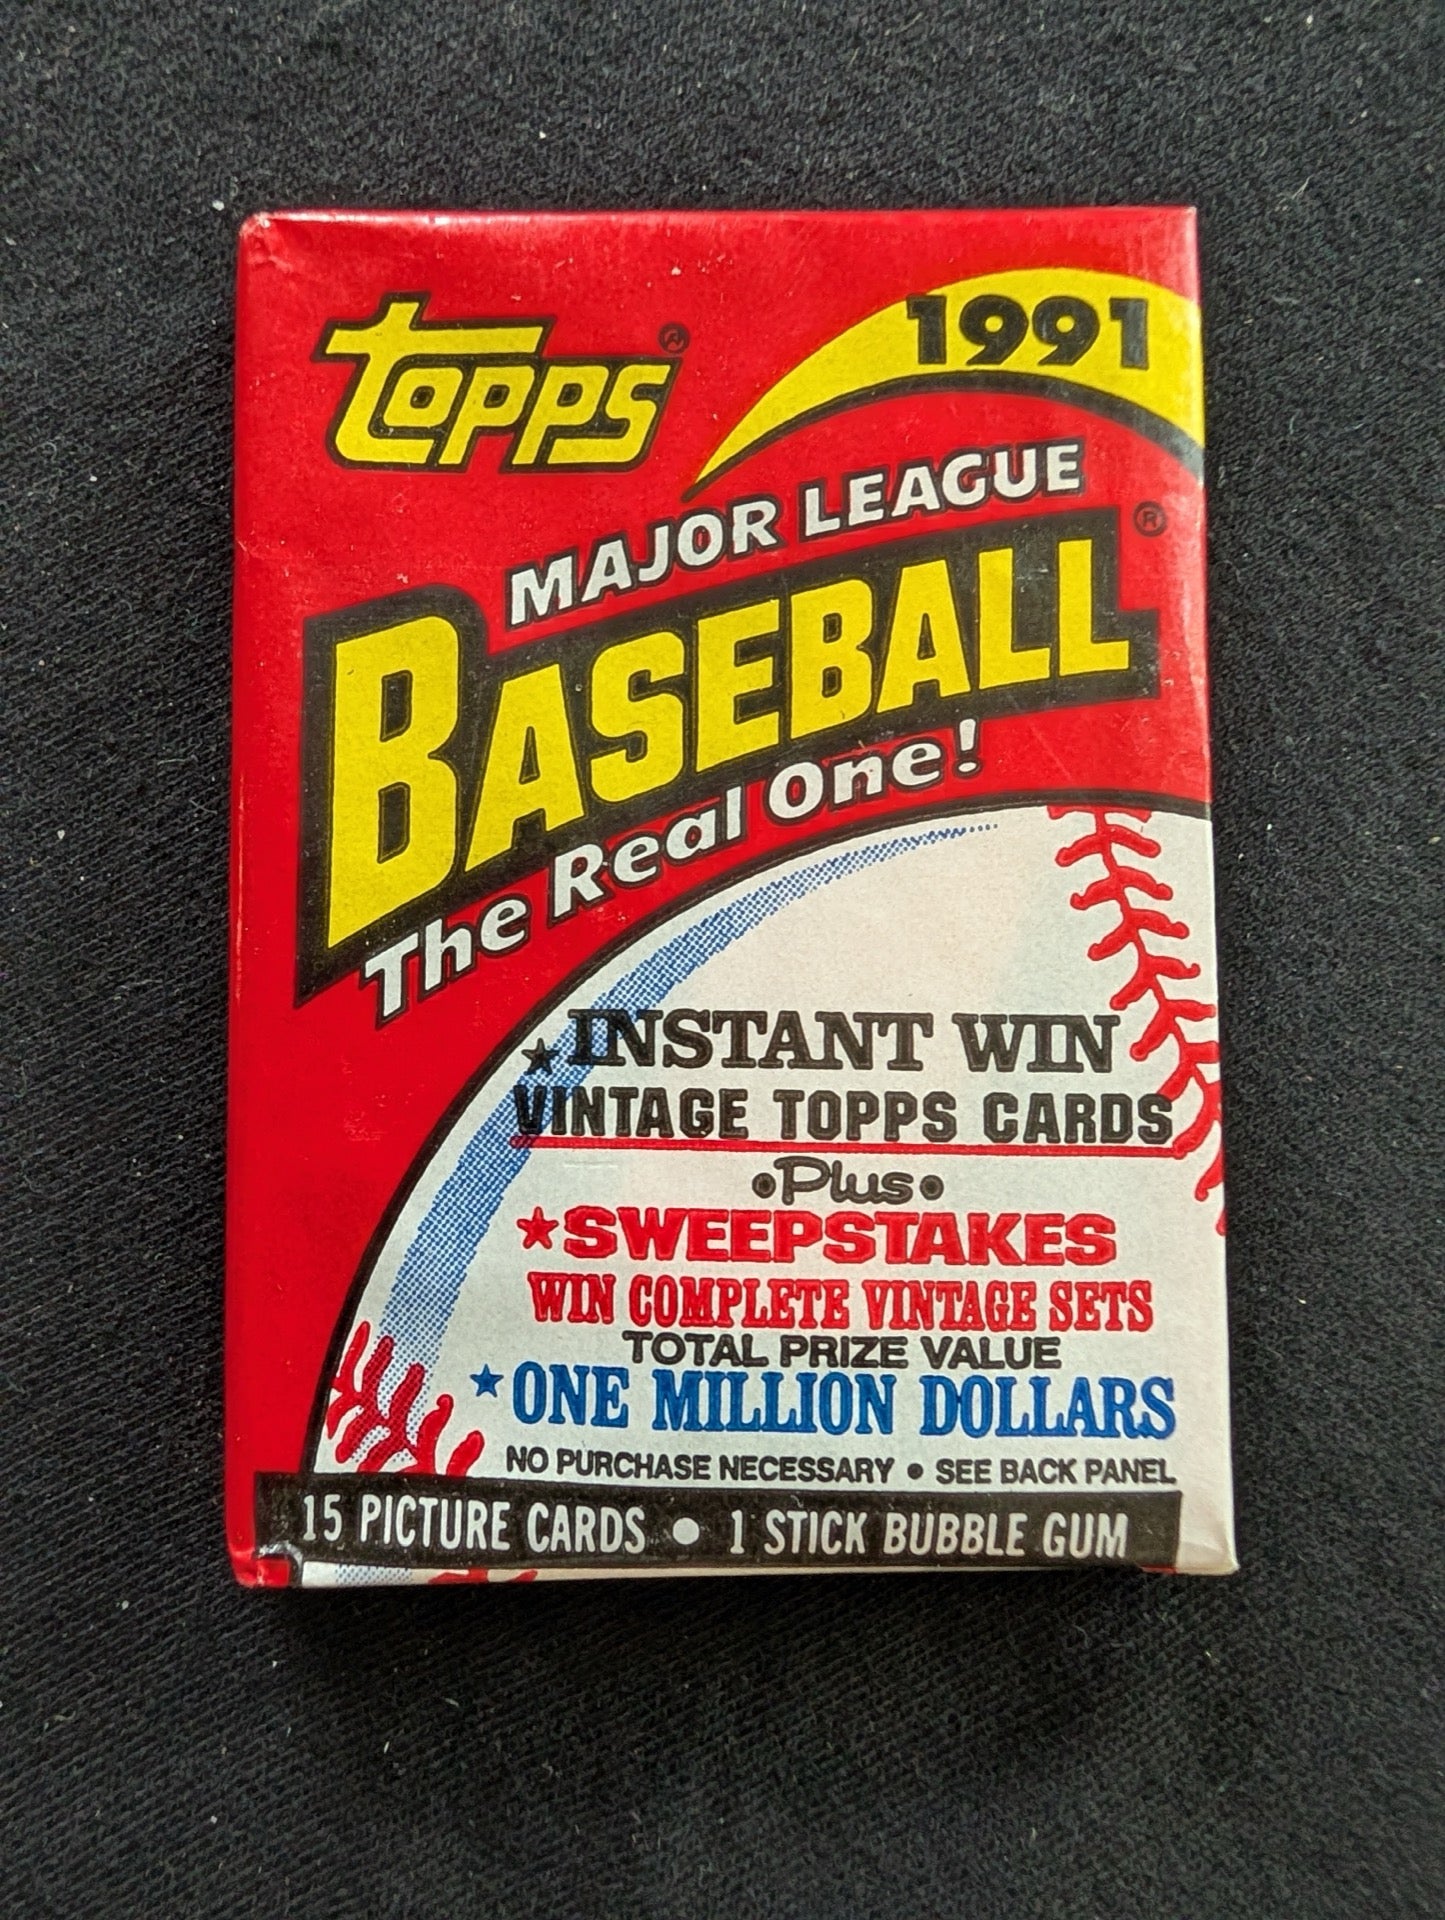 Topps ®
1991
MAJOR LEAGUE
BASEBALL ®
The Real One!
★INSTANT WIN
VINTAGE TOPPS CARDS
•Plus•
★SWEEPSTAKES
WIN COMPLETE VINTAGE SETS
TOTAL PRIZE VALUE
★ONE MILLION DOLLARS
NO PURCHASE NECESSARY • SEE BACK PANEL
15 PICTURE CARDS • 1 STICK BUBBLE GUM